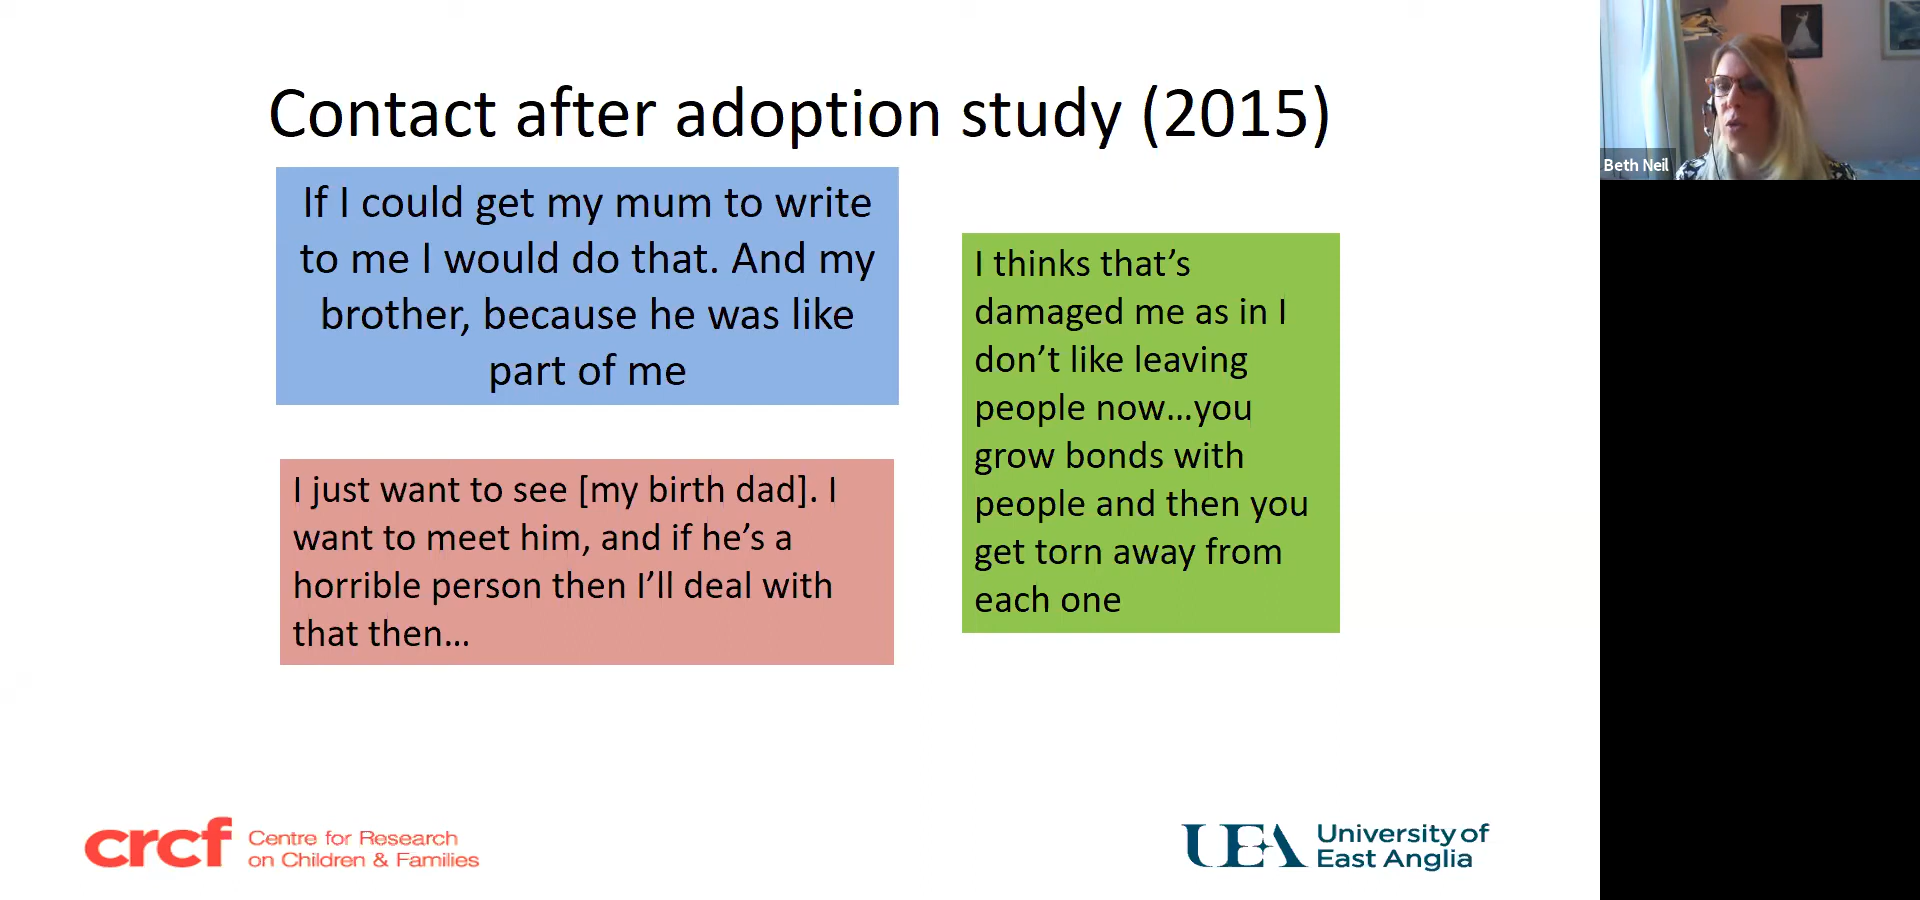 Contact after adoption study (2015)
If I could get my mum to write
to me I would do that. And my
brother, because he was like
part of me
I just want to see [my birth dad]. I
want to meet him, and if he's a
horrible person then I'll deal with
that then...
I thinks that's
damaged me as in I
don't like leaving
people now...you
grow bonds with
people and then you
get torn away from
each one
crcf
Centre for Research
on Children & Families
UEA
University of
East Anglia
Beth Neil